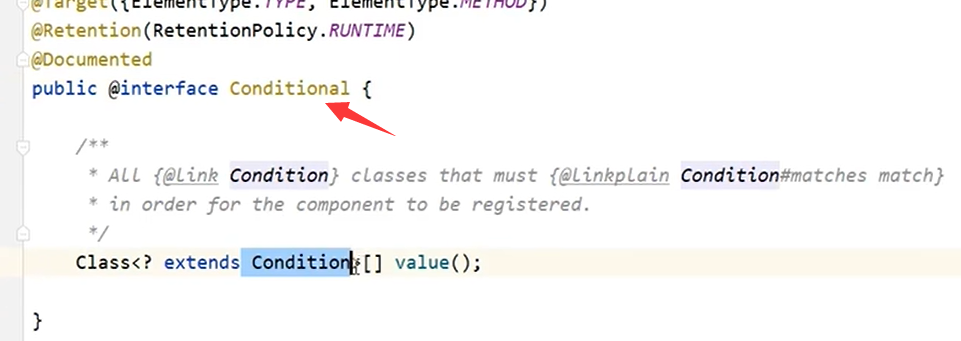 @Target({ElementType.TYPE, ElementType.METHOD})
@Retention(RetentionPolicy.RUNTIME)
@Documented
public @interface Conditional {
/**
* All {@link Condition} classes that must {@linkplain Condition#matches match}
* in order for the component to be registered.
*/
Class<? extends Condition>[] value();
}